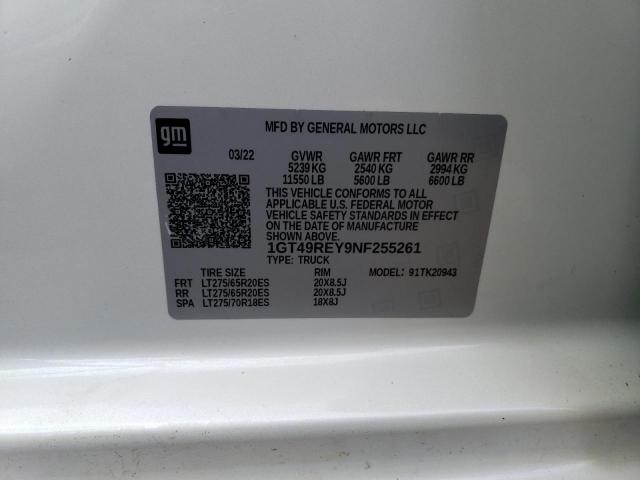 gm
MFD BY GENERAL MOTORS LLC
03/22 GVWR GAWR FRT GAWR RR
5239 KG 2540 KG 2994 KG
11550 LB 5600 LB 6600 LB
THIS VEHICLE CONFORMS TO ALL
APPLICABLE U.S. FEDERAL MOTOR
VEHICLE SAFETY STANDARDS IN EFFECT
ON THE DATE OF MANUFACTURE
SHOWN ABOVE.
1GT49REY9NF255261
TYPE: TRUCK
TIRE SIZE RIM MODEL: 91TK20943
FRT LT275/65R20ES 20X8.5J
RR LT275/65R20ES 20X8.5J
SPA LT275/70R18ES 18X8J